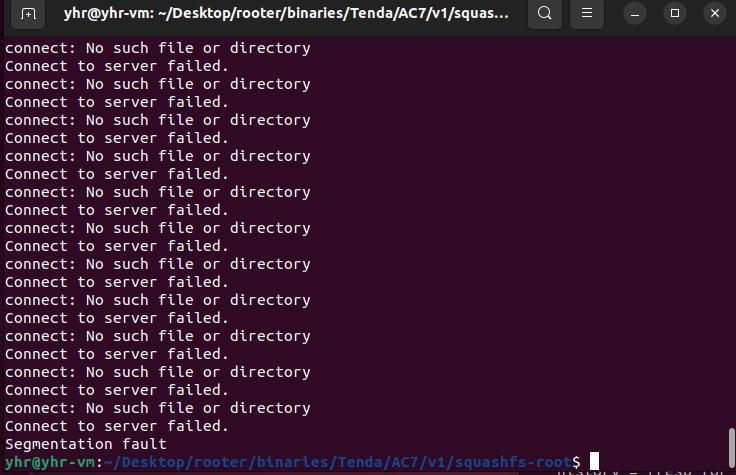 yhr@yhr-vm: ~/Desktop/rooter/binaries/Tenda/AC7/v1/squas...
connect: No such file or directory
Connect to server failed.
connect: No such file or directory
Connect to server failed.
connect: No such file or directory
Connect to server failed.
connect: No such file or directory
Connect to server failed.
connect: No such file or directory
Connect to server failed.
connect: No such file or directory
Connect to server failed.
connect: No such file or directory
Connect to server failed.
connect: No such file or directory
Connect to server failed.
connect: No such file or directory
Connect to server failed.
connect: No such file or directory
Connect to server failed.
connect: No such file or directory
Connect to server failed.
Segmentation fault
yhr@yhr-vm:~/Desktop/rooter/binaries/Tenda/AC7/v1/squashfs-root$